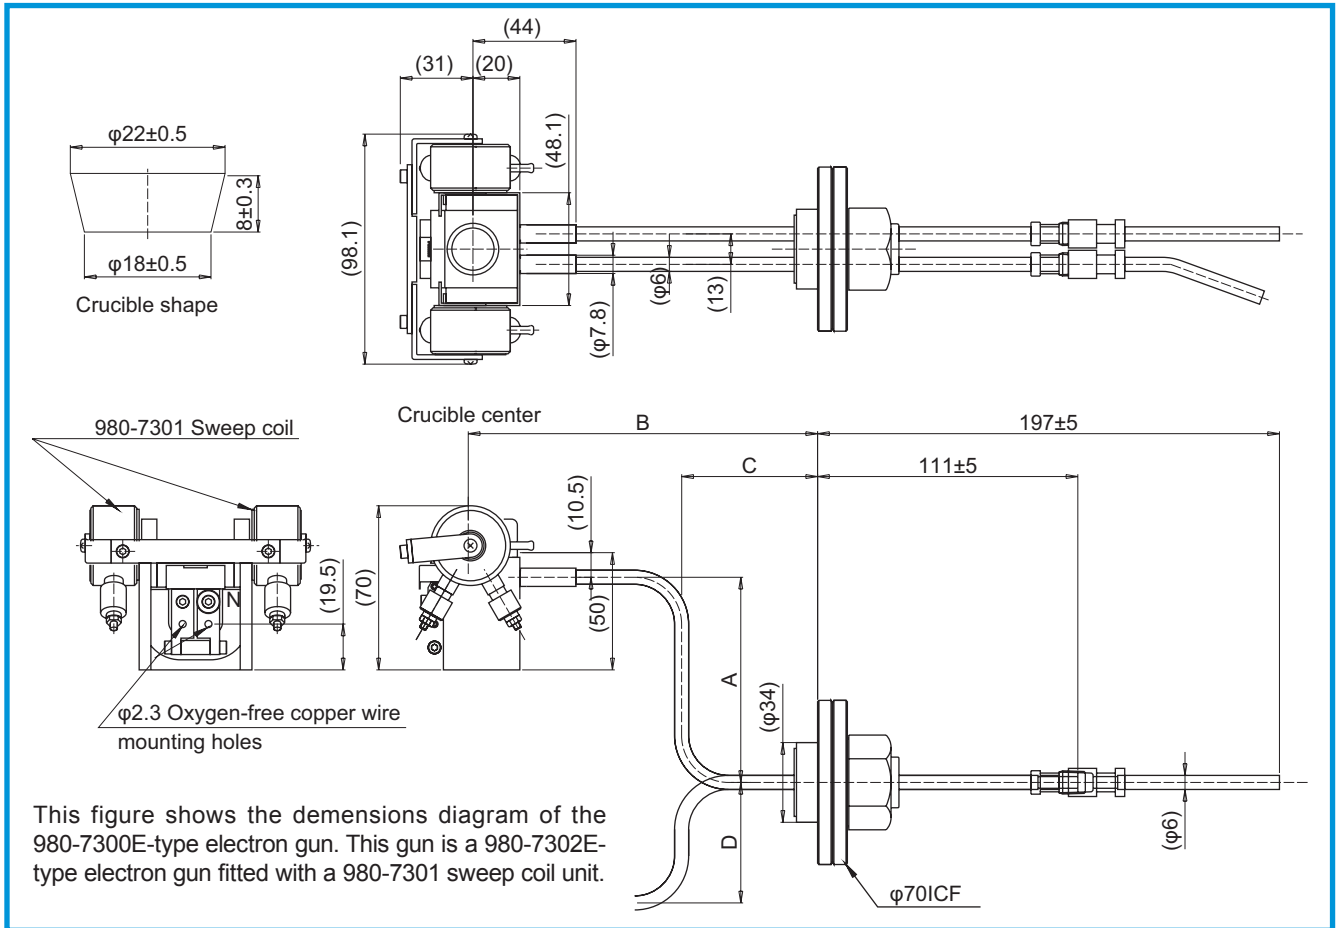 (44)
(31)
(20)
φ22±0.5
8±0.3
φ18±0.5
Crucible shape
(98.1)
(48.1)
(φ7.8)
(φ6)
(13)
980-7301 Sweep coil
Crucible center
B
197±5
C
111±5
(10.5)
(70)
(50)
(19.5)
N
A
(φ34)
D
(φ6)
φ2.3 Oxygen-free copper wire
mounting holes
φ70ICF
This figure shows the demensions diagram of the
980-7300E-type electron gun. This gun is a 980-7302E-
type electron gun fitted with a 980-7301 sweep coil unit.